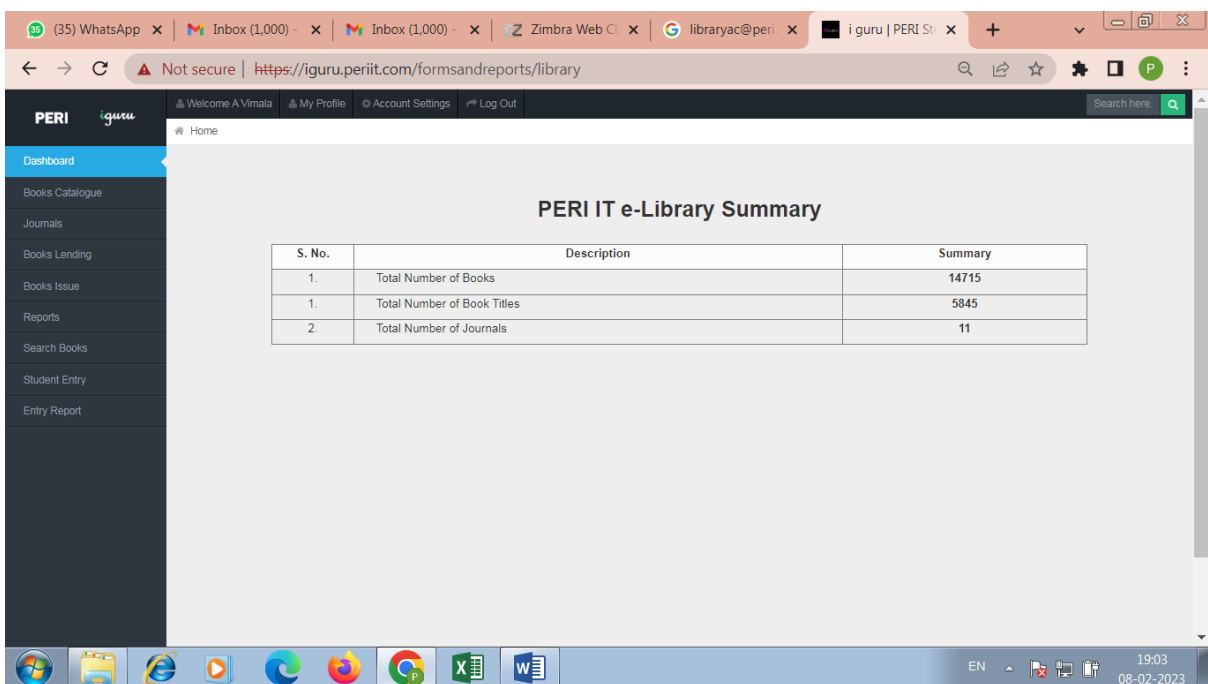 35 (35) WhatsApp Inbox (1,000) - Inbox (1,000) - Zimbra Web Cl libraryac@peri. i guru | PERI Stu
Not secure | https://iguru.periit.com/formsandreports/library P
PERI iguru Welcome A Vimala My Profile Account Settings Log Out Search here.
Home
Dashboard
Books Catalogue
Journals
Books Lending
Books Issue
Reports
Search Books
Student Entry
Entry Report
PERI IT e-Library Summary
S. No. Description Summary
1. Total Number of Books 14715
1. Total Number of Book Titles 5845
2. Total Number of Journals 11
EN 19:03
08-02-2023